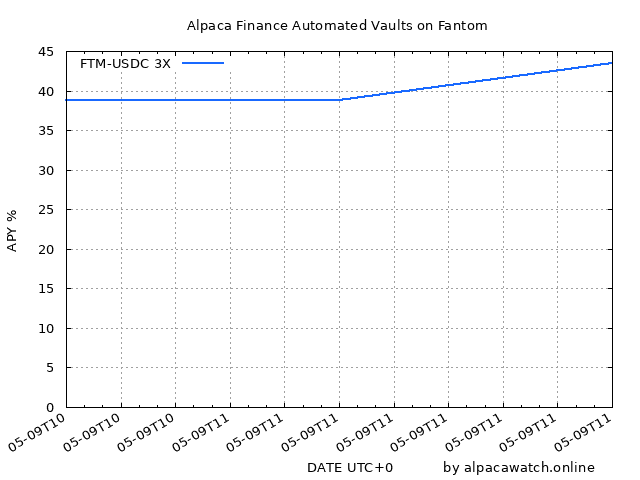 Alpaca Finance Automated Vaults on Fantom
FTM-USDC 3X
45
40
35
30
25
20
15
10
5
0
APY %
05-09T10
05-09T10
05-09T10
05-09T11
05-09T11
05-09T11
05-09T11
05-09T11
05-09T11
05-09T11
05-09T11
DATE UTC+0
by alpacawatch.online